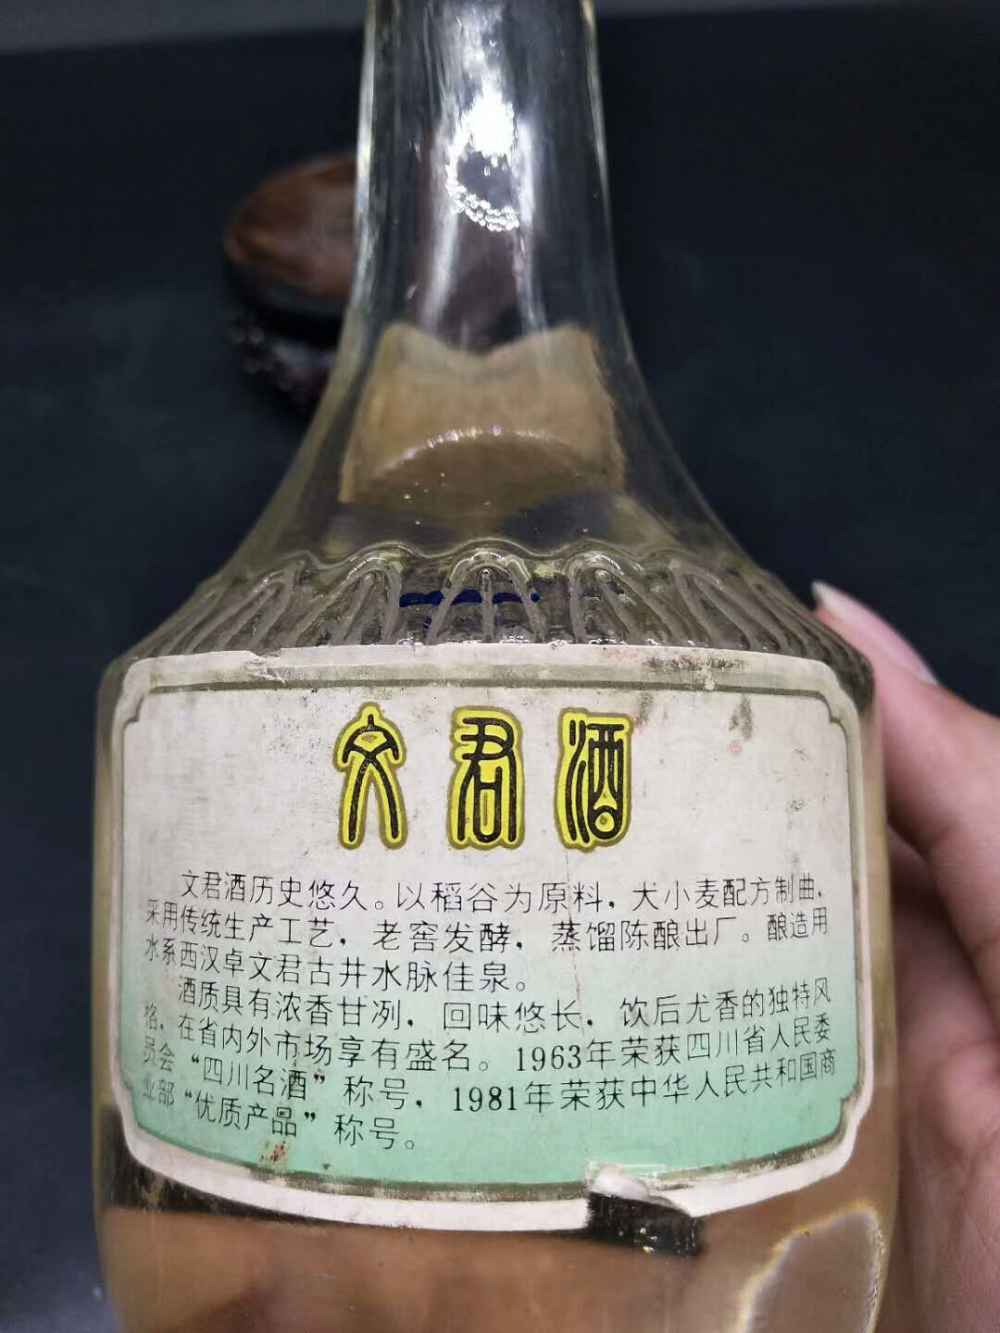 文君酒
文君酒历史悠久。以稻谷为原料，大小麦配方制曲，
采用传统生产工艺，老窖发酵，蒸馏陈酿出厂。酿造用
水系西汉卓文君古井水脉佳泉。
酒质具有浓香甘冽，回味悠长，饮后尤香的独特风
格，在省内外市场享有盛名。1963年荣获四川省人民委
员会“四川名酒”称号，1981年荣获中华人民共和国商
业部“优质产品”称号。